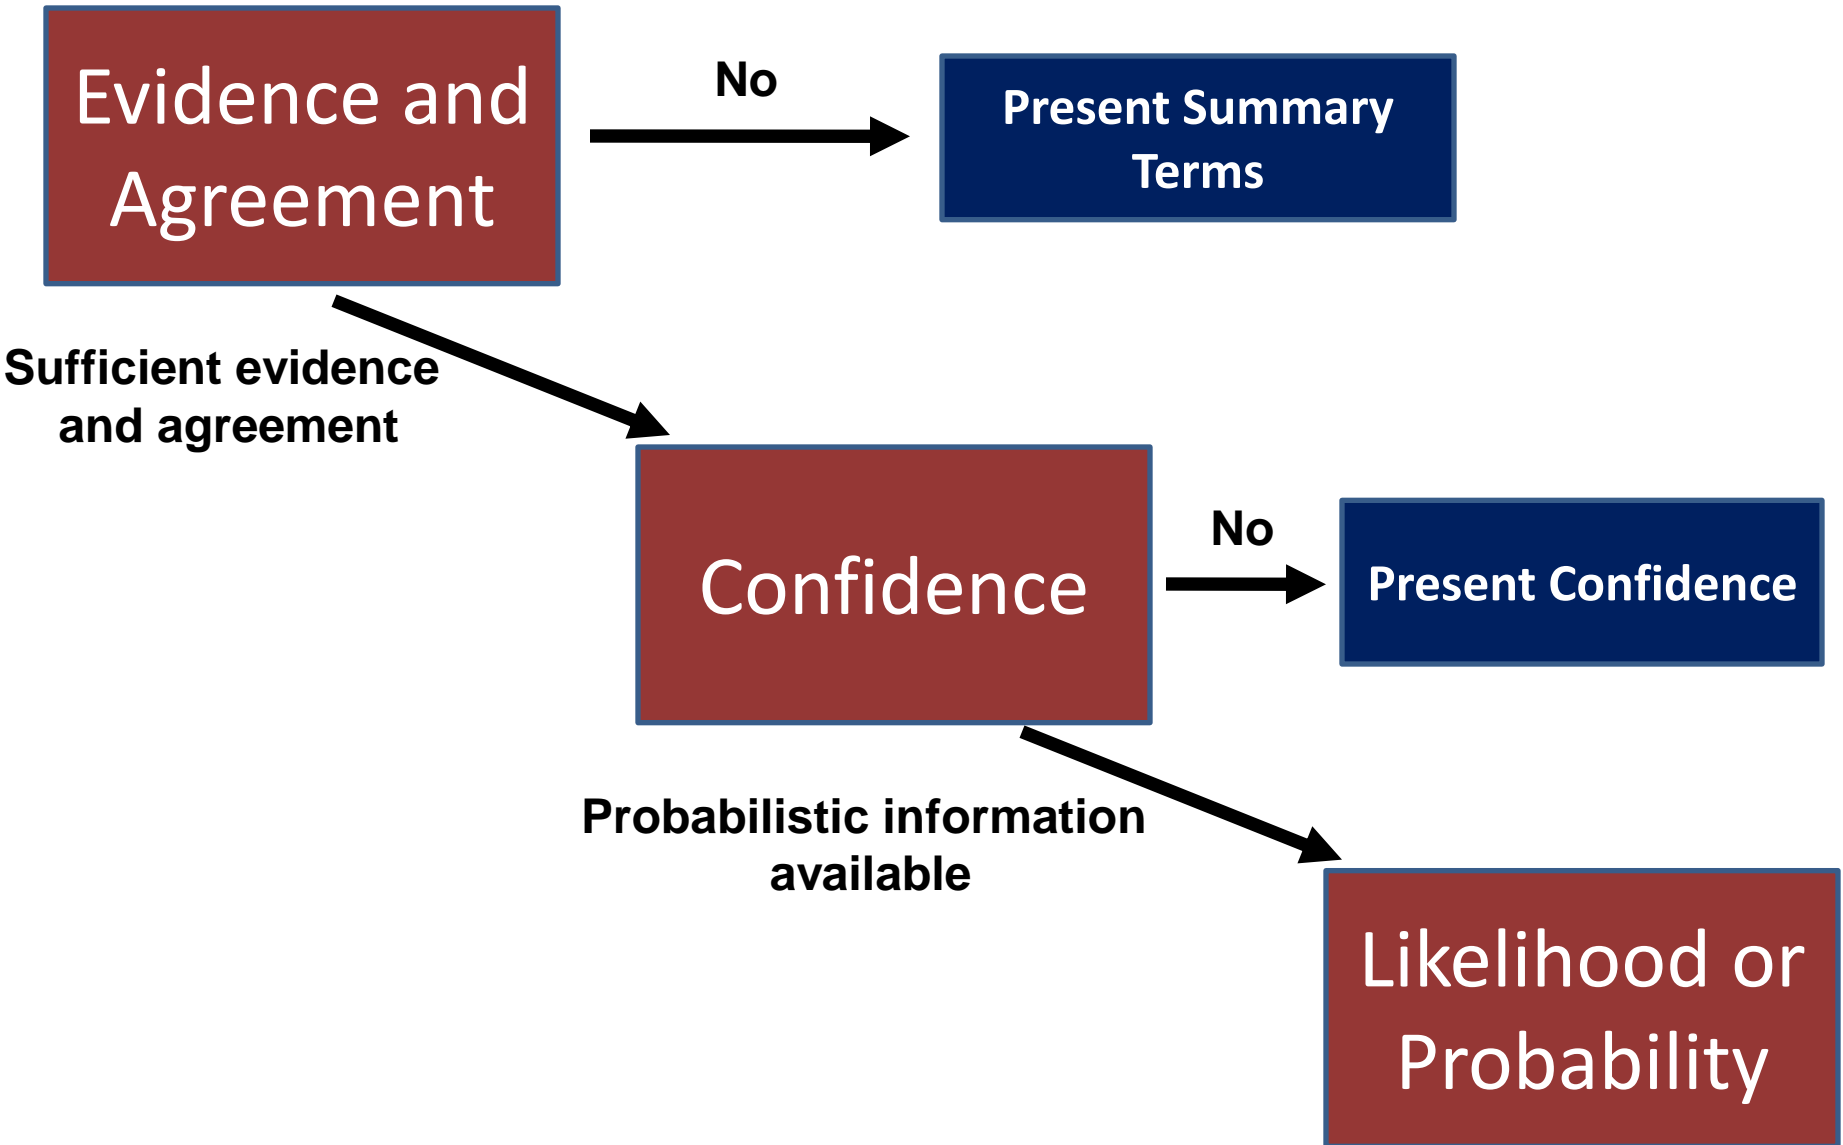 Evidence and
Agreement
No
Present Summary
Terms
Sufficient evidence
and agreement
Confidence
No
Present Confidence
Probabilistic information
available
Likelihood or
Probability